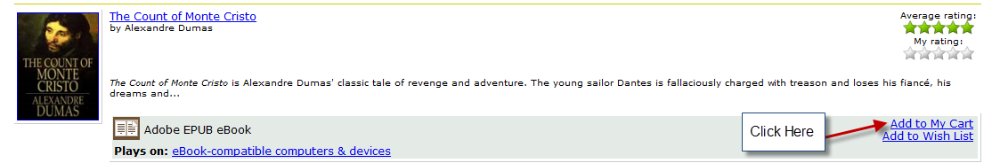 THE COUNT OF
MONTE
CRISTO
ALEXANDRE
DUMAS
The Count of Monte Cristo
by Alexandre Dumas
Average rating:
My rating:
The Count of Monte Cristo is Alexandre Dumas' classic tale of revenge and adventure. The young sailor Dantes is fallaciously charged with treason and loses his fiancé, his
dreams and...
Adobe EPUB eBook
Plays on: eBook-compatible computers & devices
Click Here
Add to My Cart
Add to Wish List